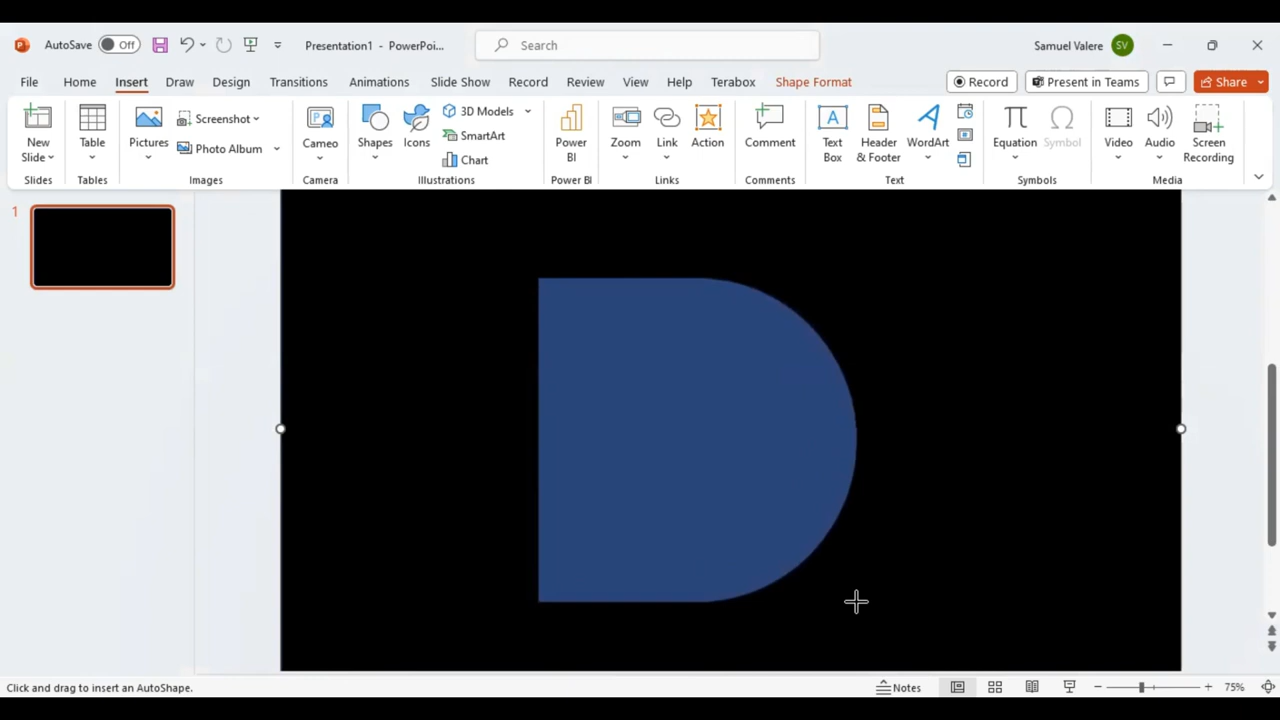 AutoSave Off Presentation1 - PowerPoi... Search Samuel Valere SV
File Home Insert Draw Design Transitions Animations Slide Show Record Review View Help Terabox Shape Format Record Present in Teams Share
New Slide Table Pictures Screenshot Photo Album Cameo Shapes Icons 3D Models SmartArt Chart Power BI Zoom Link Action Comment Text Box Header & Footer WordArt Equation Symbol Video Audio Screen Recording
Slides Tables Images Camera Illustrations Power BI Links Comments Text Symbols Media
1
Click and drag to insert an AutoShape. Notes 75%